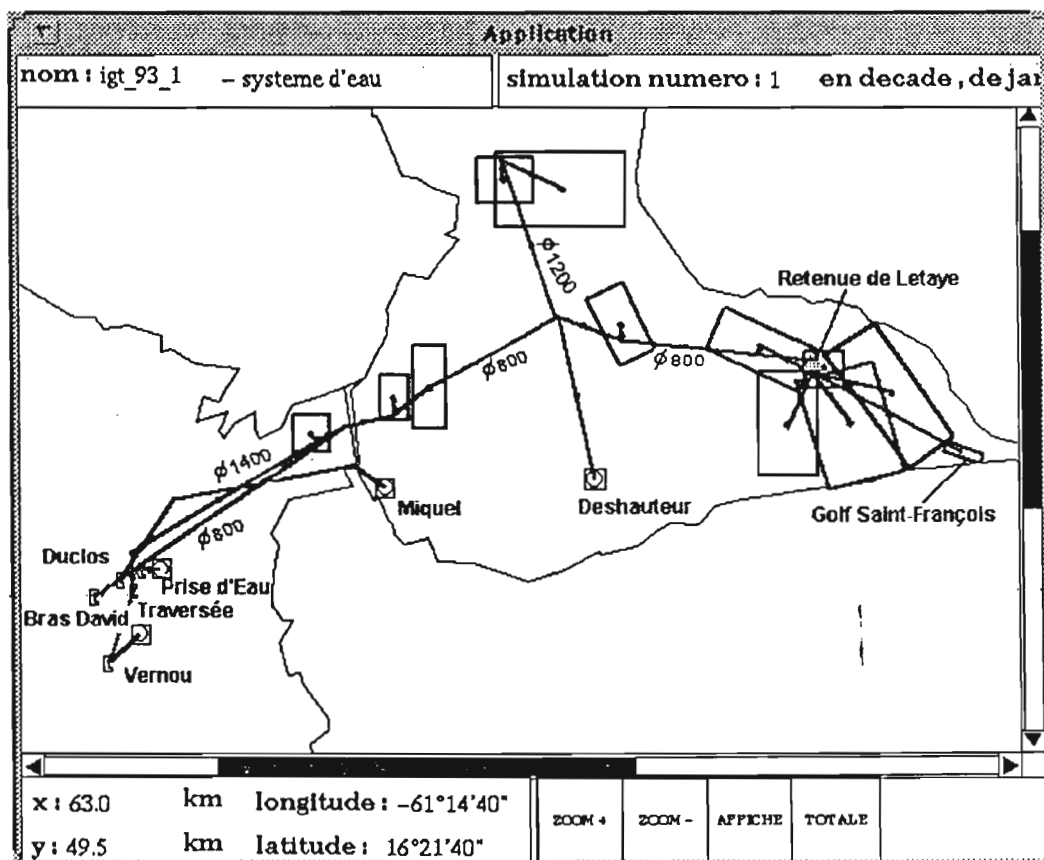 Application
nom : igt_93_1 – systeme d'eau
simulation numero : 1 en decade , de jan
ϕ1200
Retenue de Letaye
ϕ800
ϕ800
ϕ1400
ϕ800
Miquel
Deshauteur
Golf Saint-François
Duclos
Prise d'Eau
Bras David
Traversée
Vernou
x : 63.0 km longitude : -61°14'40"
y : 49.5 km latitude : 16°21'40"
ZOOM +
ZOOM -
AFFICHE
TOTALE